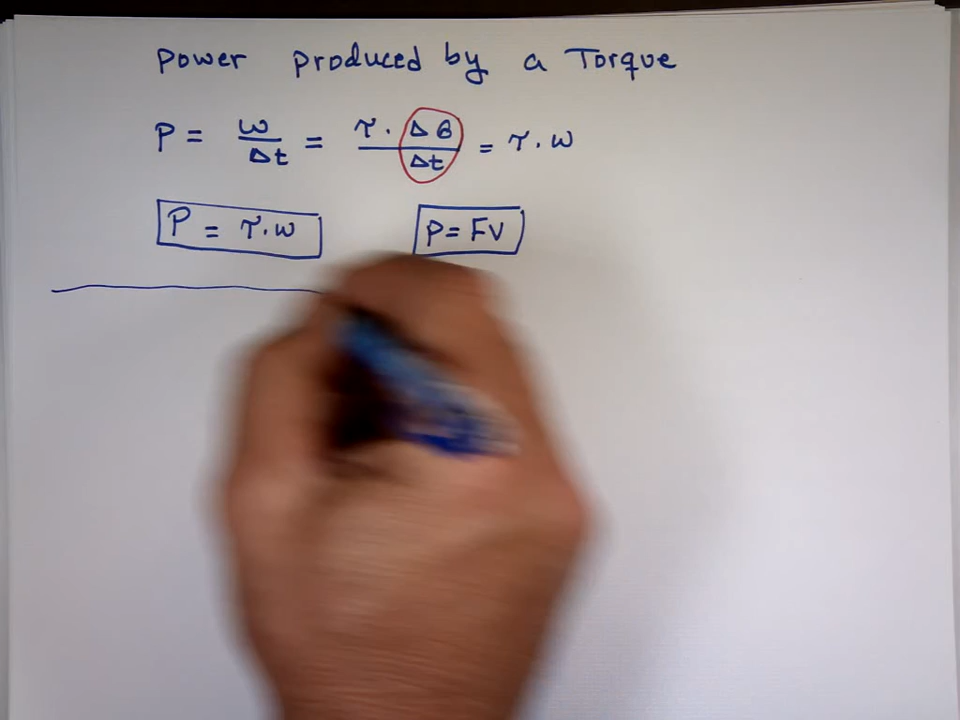 Power produced by a Torque
P = W/Δt = τ · Δθ/Δt = τ · ω
P = τ · ω
P = FV